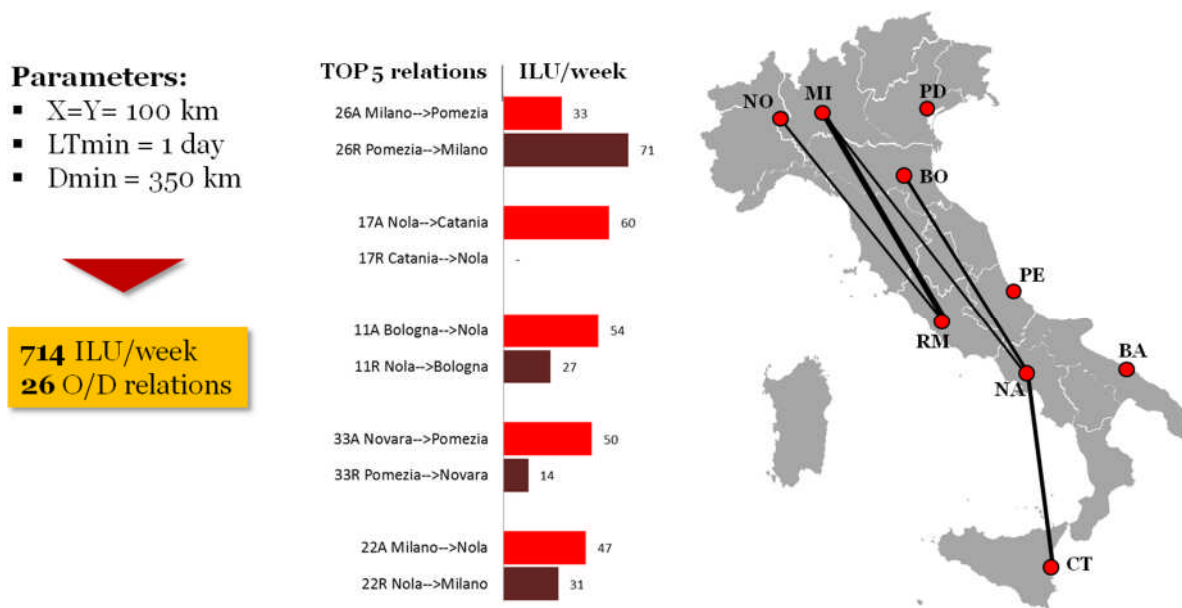 Parameters:
▪ X=Y= 100 km
▪ LTmin = 1 day
▪ Dmin = 350 km
714 ILU/week
26 O/D relations
TOP 5 relations ILU/week
26A Milano-->Pomezia 33
26R Pomezia-->Milano 71
17A Nola-->Catania 60
17R Catania-->Nola -
11A Bologna-->Nola 54
11R Nola-->Bologna 27
33A Novara-->Pomezia 50
33R Pomezia-->Novara 14
22A Milano-->Nola 47
22R Nola-->Milano 31
NO
MI
PD
BO
PE
RM
BA
NA
CT